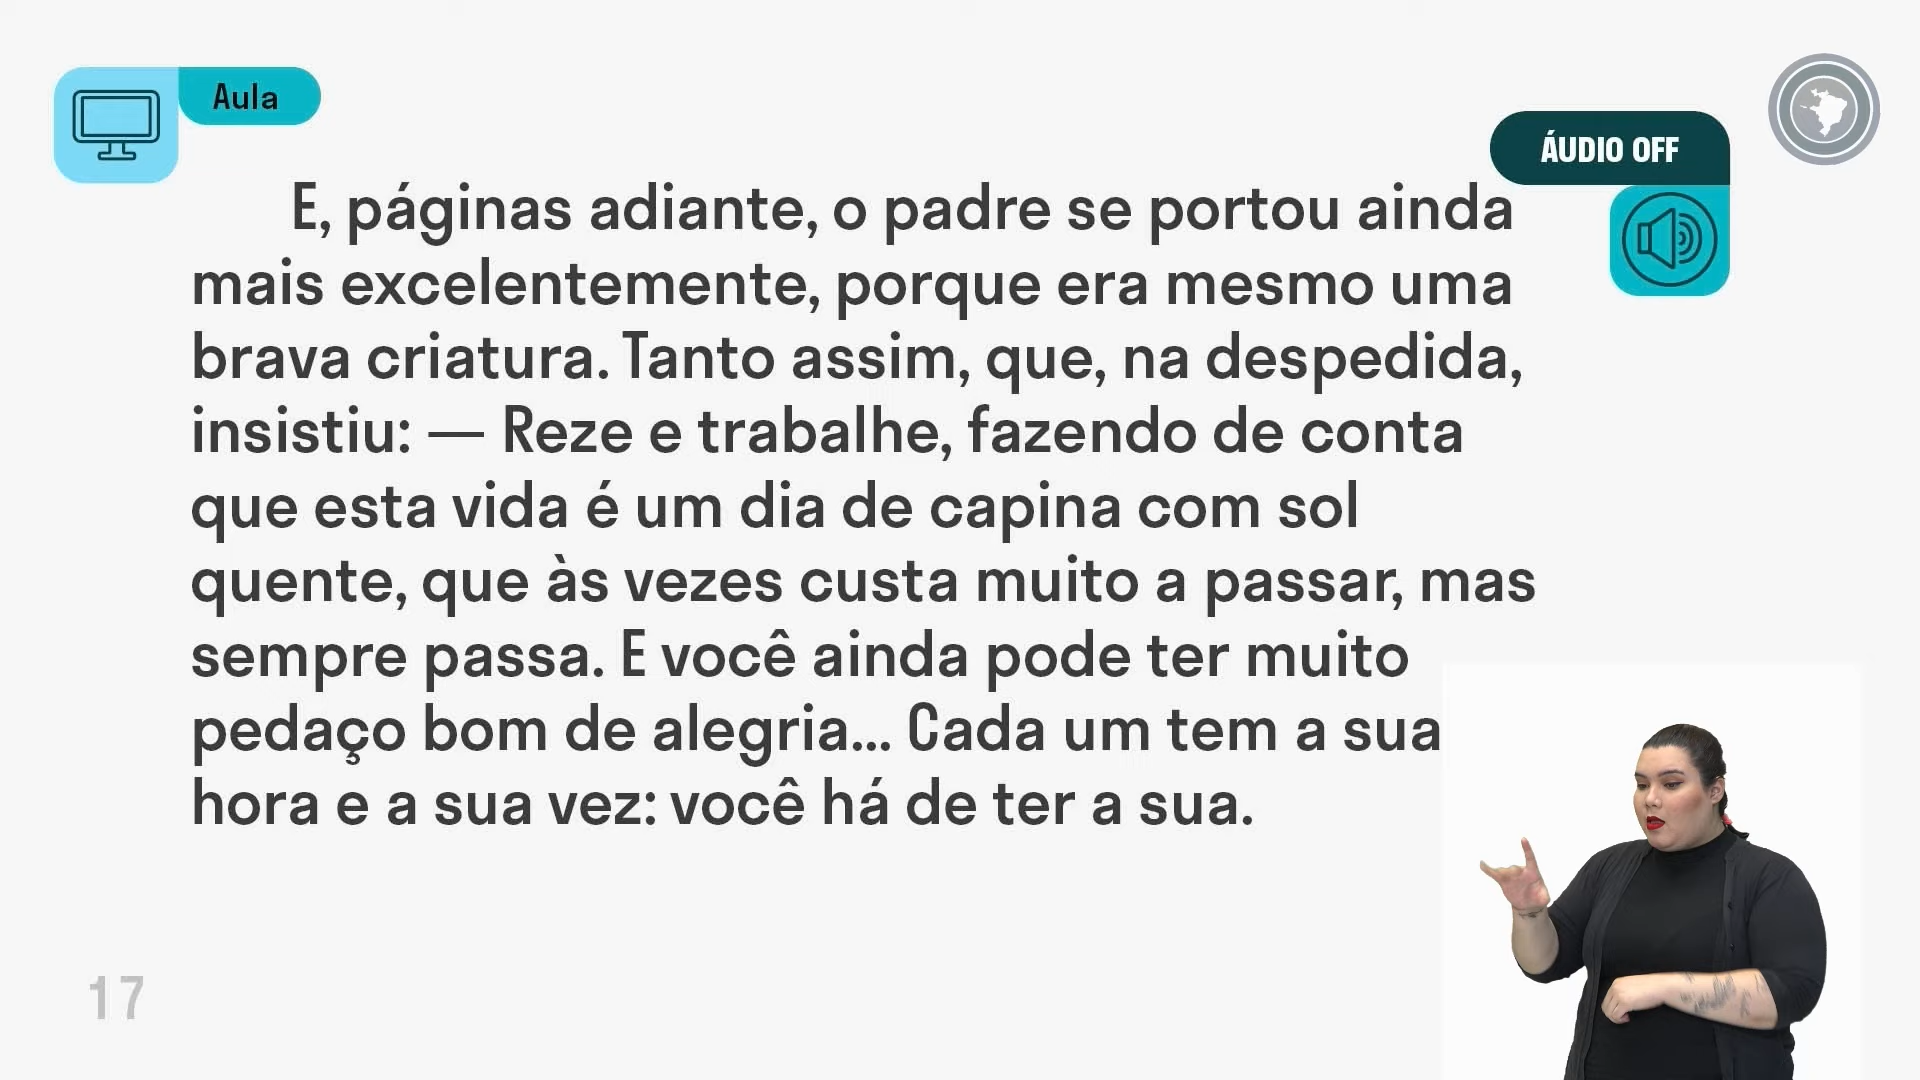 Aula
ÁUDIO OFF
E, páginas adiante, o padre se portou ainda
mais excelentemente, porque era mesmo uma
brava criatura. Tanto assim, que, na despedida,
insistiu: — Reze e trabalhe, fazendo de conta
que esta vida é um dia de capina com sol
quente, que às vezes custa muito a passar, mas
sempre passa. E você ainda pode ter muito
pedaço bom de alegria... Cada um tem a sua
hora e a sua vez: você há de ter a sua.
17